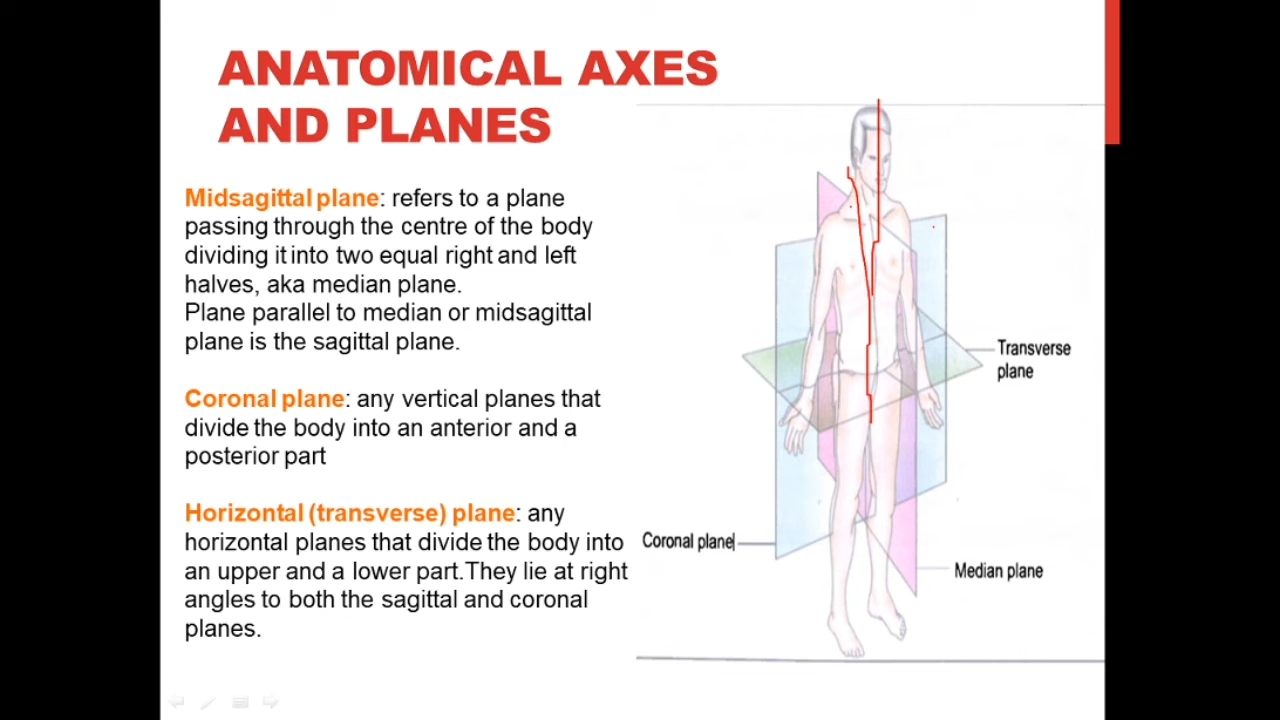 ANATOMICAL AXES
AND PLANES
Midsagittal plane: refers to a plane
passing through the centre of the body
dividing it into two equal right and left
halves, aka median plane.
Plane parallel to median or midsagittal
plane is the sagittal plane.
Coronal plane: any vertical planes that
divide the body into an anterior and a
posterior part
Horizontal (transverse) plane: any
horizontal planes that divide the body into
an upper and a lower part.They lie at right
angles to both the sagittal and coronal
planes.
Transverse
plane
Coronal plane
Median plane